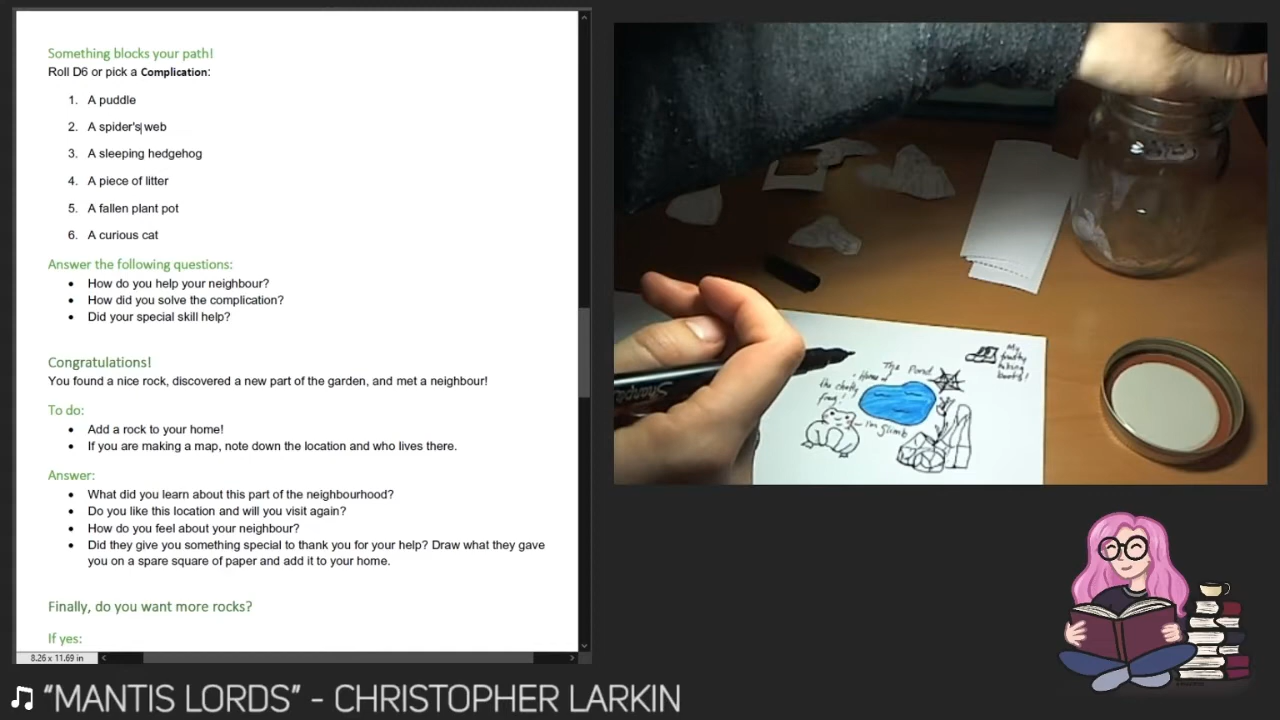 Something blocks your path!
Roll D6 or pick a Complication:
1. A puddle
2. A spider's web
3. A sleeping hedgehog
4. A piece of litter
5. A fallen plant pot
6. A curious cat
Answer the following questions:
• How do you help your neighbour?
• How did you solve the complication?
• Did your special skill help?
Congratulations!
You found a nice rock, discovered a new part of the garden, and met a neighbour!
To do:
• Add a rock to your home!
• If you are making a map, note down the location and who lives there.
Answer:
• What did you learn about this part of the neighbourhood?
• Do you like this location and will you visit again?
• How do you feel about your neighbour?
• Did they give you something special to thank you for your help? Draw what they gave
you on a spare square of paper and add it to your home.
Finally, do you want more rocks?
If yes:
8.26 x 11.69 in
The Pond
Home of
the chatty
frog!
I'm Slimb
My
trusty
hiking
boots!
♫ “MANTIS LORDS” - CHRISTOPHER LARKIN